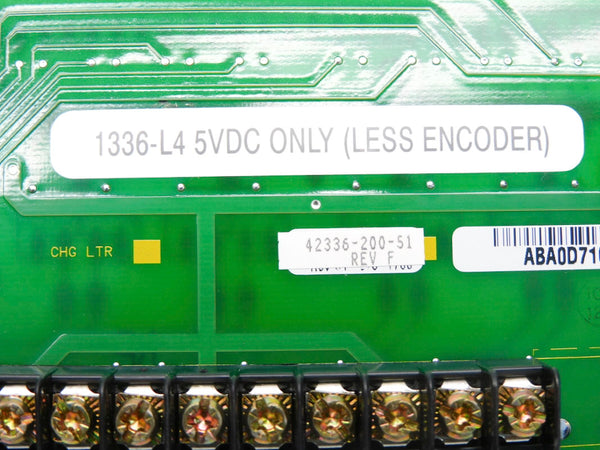 1336-L4 5VDC ONLY (LESS ENCODER)
CHG LTR
42336-200-51
REV F
ABA0D71